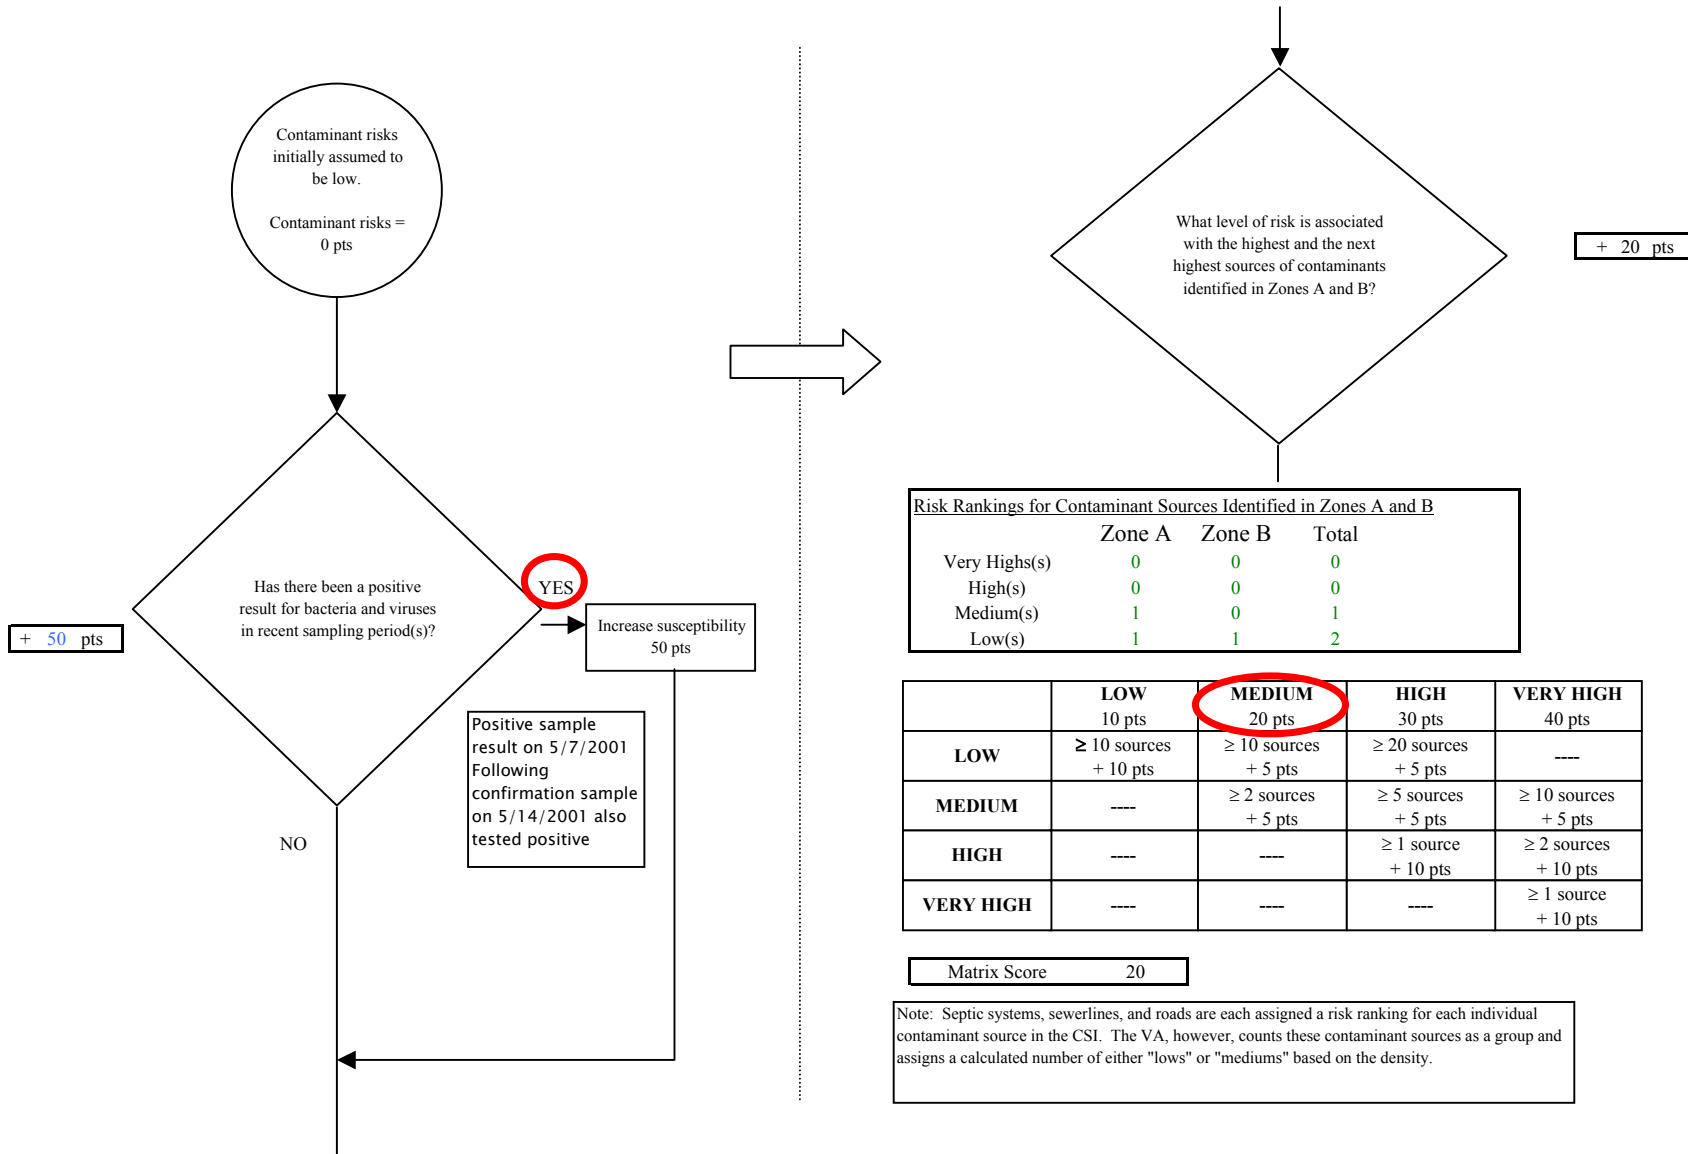 Contaminant risks
initially assumed to
be low.
Contaminant risks =
0 pts
Has there been a positive
result for bacteria and viruses
in recent sampling period(s)?
+ 50 pts
YES
Increase susceptibility
50 pts
Positive sample
result on 5/7/2001
Following
confirmation sample
on 5/14/2001 also
tested positive
NO
What level of risk is associated
with the highest and the next
highest sources of contaminants
identified in Zones A and B?
+ 20 pts
Risk Rankings for Contaminant Sources Identified in Zones A and B
Zone A Zone B Total
Very Highs(s) 0 0 0
High(s) 0 0 0
Medium(s) 1 0 1
Low(s) 1 1 2
LOW MEDIUM HIGH VERY HIGH
10 pts 20 pts 30 pts 40 pts
LOW ≥ 10 sources ≥ 10 sources ≥ 20 sources ----
+ 10 pts + 5 pts + 5 pts
MEDIUM ---- ≥ 2 sources ≥ 5 sources ≥ 10 sources
+ 5 pts + 5 pts + 5 pts
HIGH ---- ---- ≥ 1 source ≥ 2 sources
+ 10 pts + 10 pts
VERY HIGH ---- ---- ---- ≥ 1 source
+ 10 pts
Matrix Score 20
Note: Septic systems, sewerlines, and roads are each assigned a risk ranking for each individual
contaminant source in the CSI. The VA, however, counts these contaminant sources as a group and
assigns a calculated number of either "lows" or "mediums" based on the density.